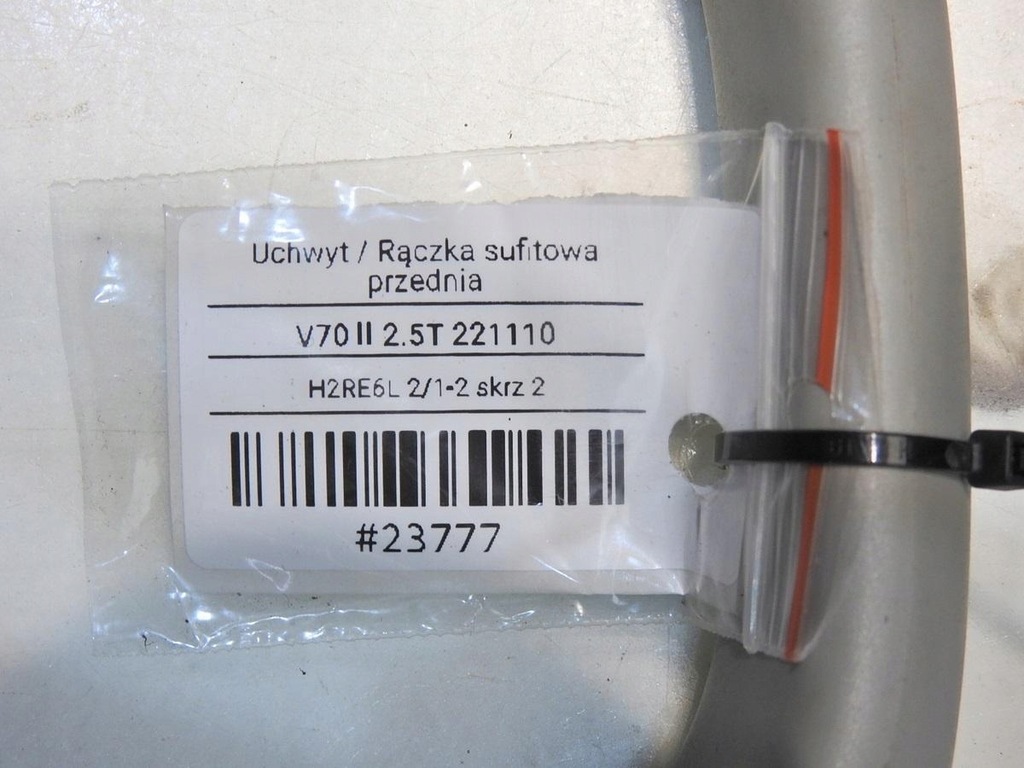 Uchwyt / Rączka sufitowa
przednia
V70 II 2.5T 221110
H2RE6L 2/1-2 skrz 2
#23777